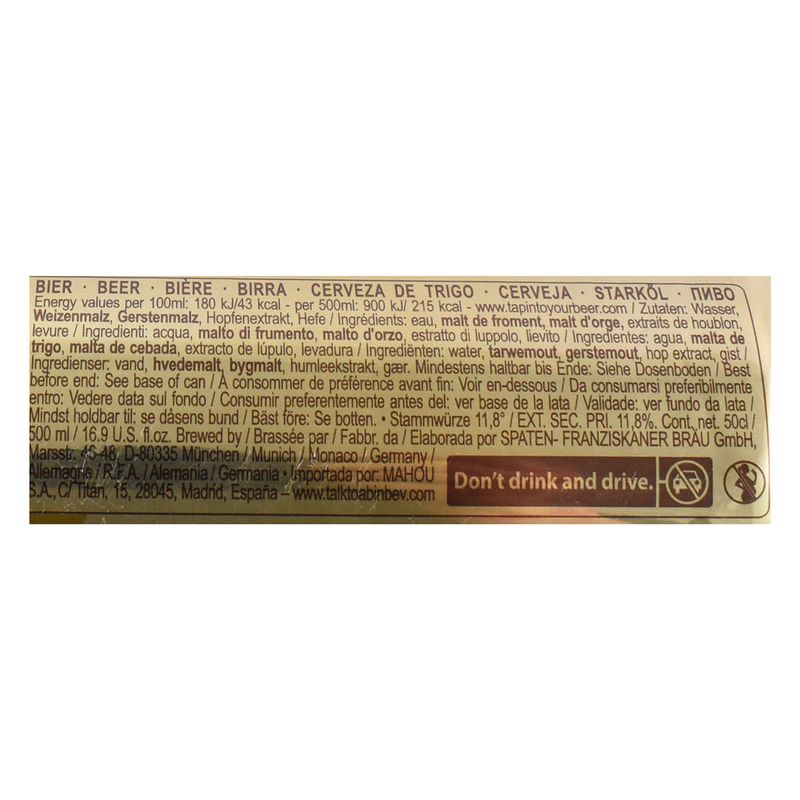 BIER · BEER · BIÈRE · BIRRA · CERVEZA DE TRIGO · CERVEJA · STARKÖL · ПИВО
Energy values per 100ml: 180 kJ/43 kcal - per 500ml: 900 kJ/ 215 kcal - www.tapintoyourbeer.com / Zutaten: Wasser,
Weizenmalz, Gerstenmalz, Hopfenextrakt, Hefe / Ingrédients: eau, malt de froment, malt d'orge, extraits de houblon,
levure / Ingredienti: acqua, malto di frumento, malto d'orzo, estratto di luppolo, lievito / Ingredientes: agua, malta de
trigo, malta de cebada, extracto de lúpulo, levadura / Ingrediënten: water, tarwemout, gerstemout, hop extract, gist /
Ingredienser: vand, hvedemalt, bygmalt, humleekstrakt, gær. Mindestens haltbar bis Ende: Siehe Dosenboden / Best
before end: See base of can / À consommer de préférence avant fin: Voir en-dessous / Da consumarsi preferibilmente
entro: Vedere data sul fondo / Consumir preferentemente antes del: ver base de la lata / Validade: ver fundo da lata /
Mindst holdbar til: se dåsens bund / Bäst före: Se botten. • Stammwürze 11,8° / EXT. SEC. PRI. 11,8%. Cont. net. 50cl /
500 ml / 16.9 U.S. fl.oz. Brewed by / Brassée par / Fabbr. da / Elaborada por SPATEN- FRANZISKANER BRÄU GmbH,
Marsstr. 46-48, D-80335 München / Munich / Monaco / Germany /
Allemagne / R.F.A. / Alemania / Germania • Importada por: MAHOU
S.A., C/ Titán, 15, 28045, Madrid, España – www.talktoabinbev.com
Don't drink and drive.